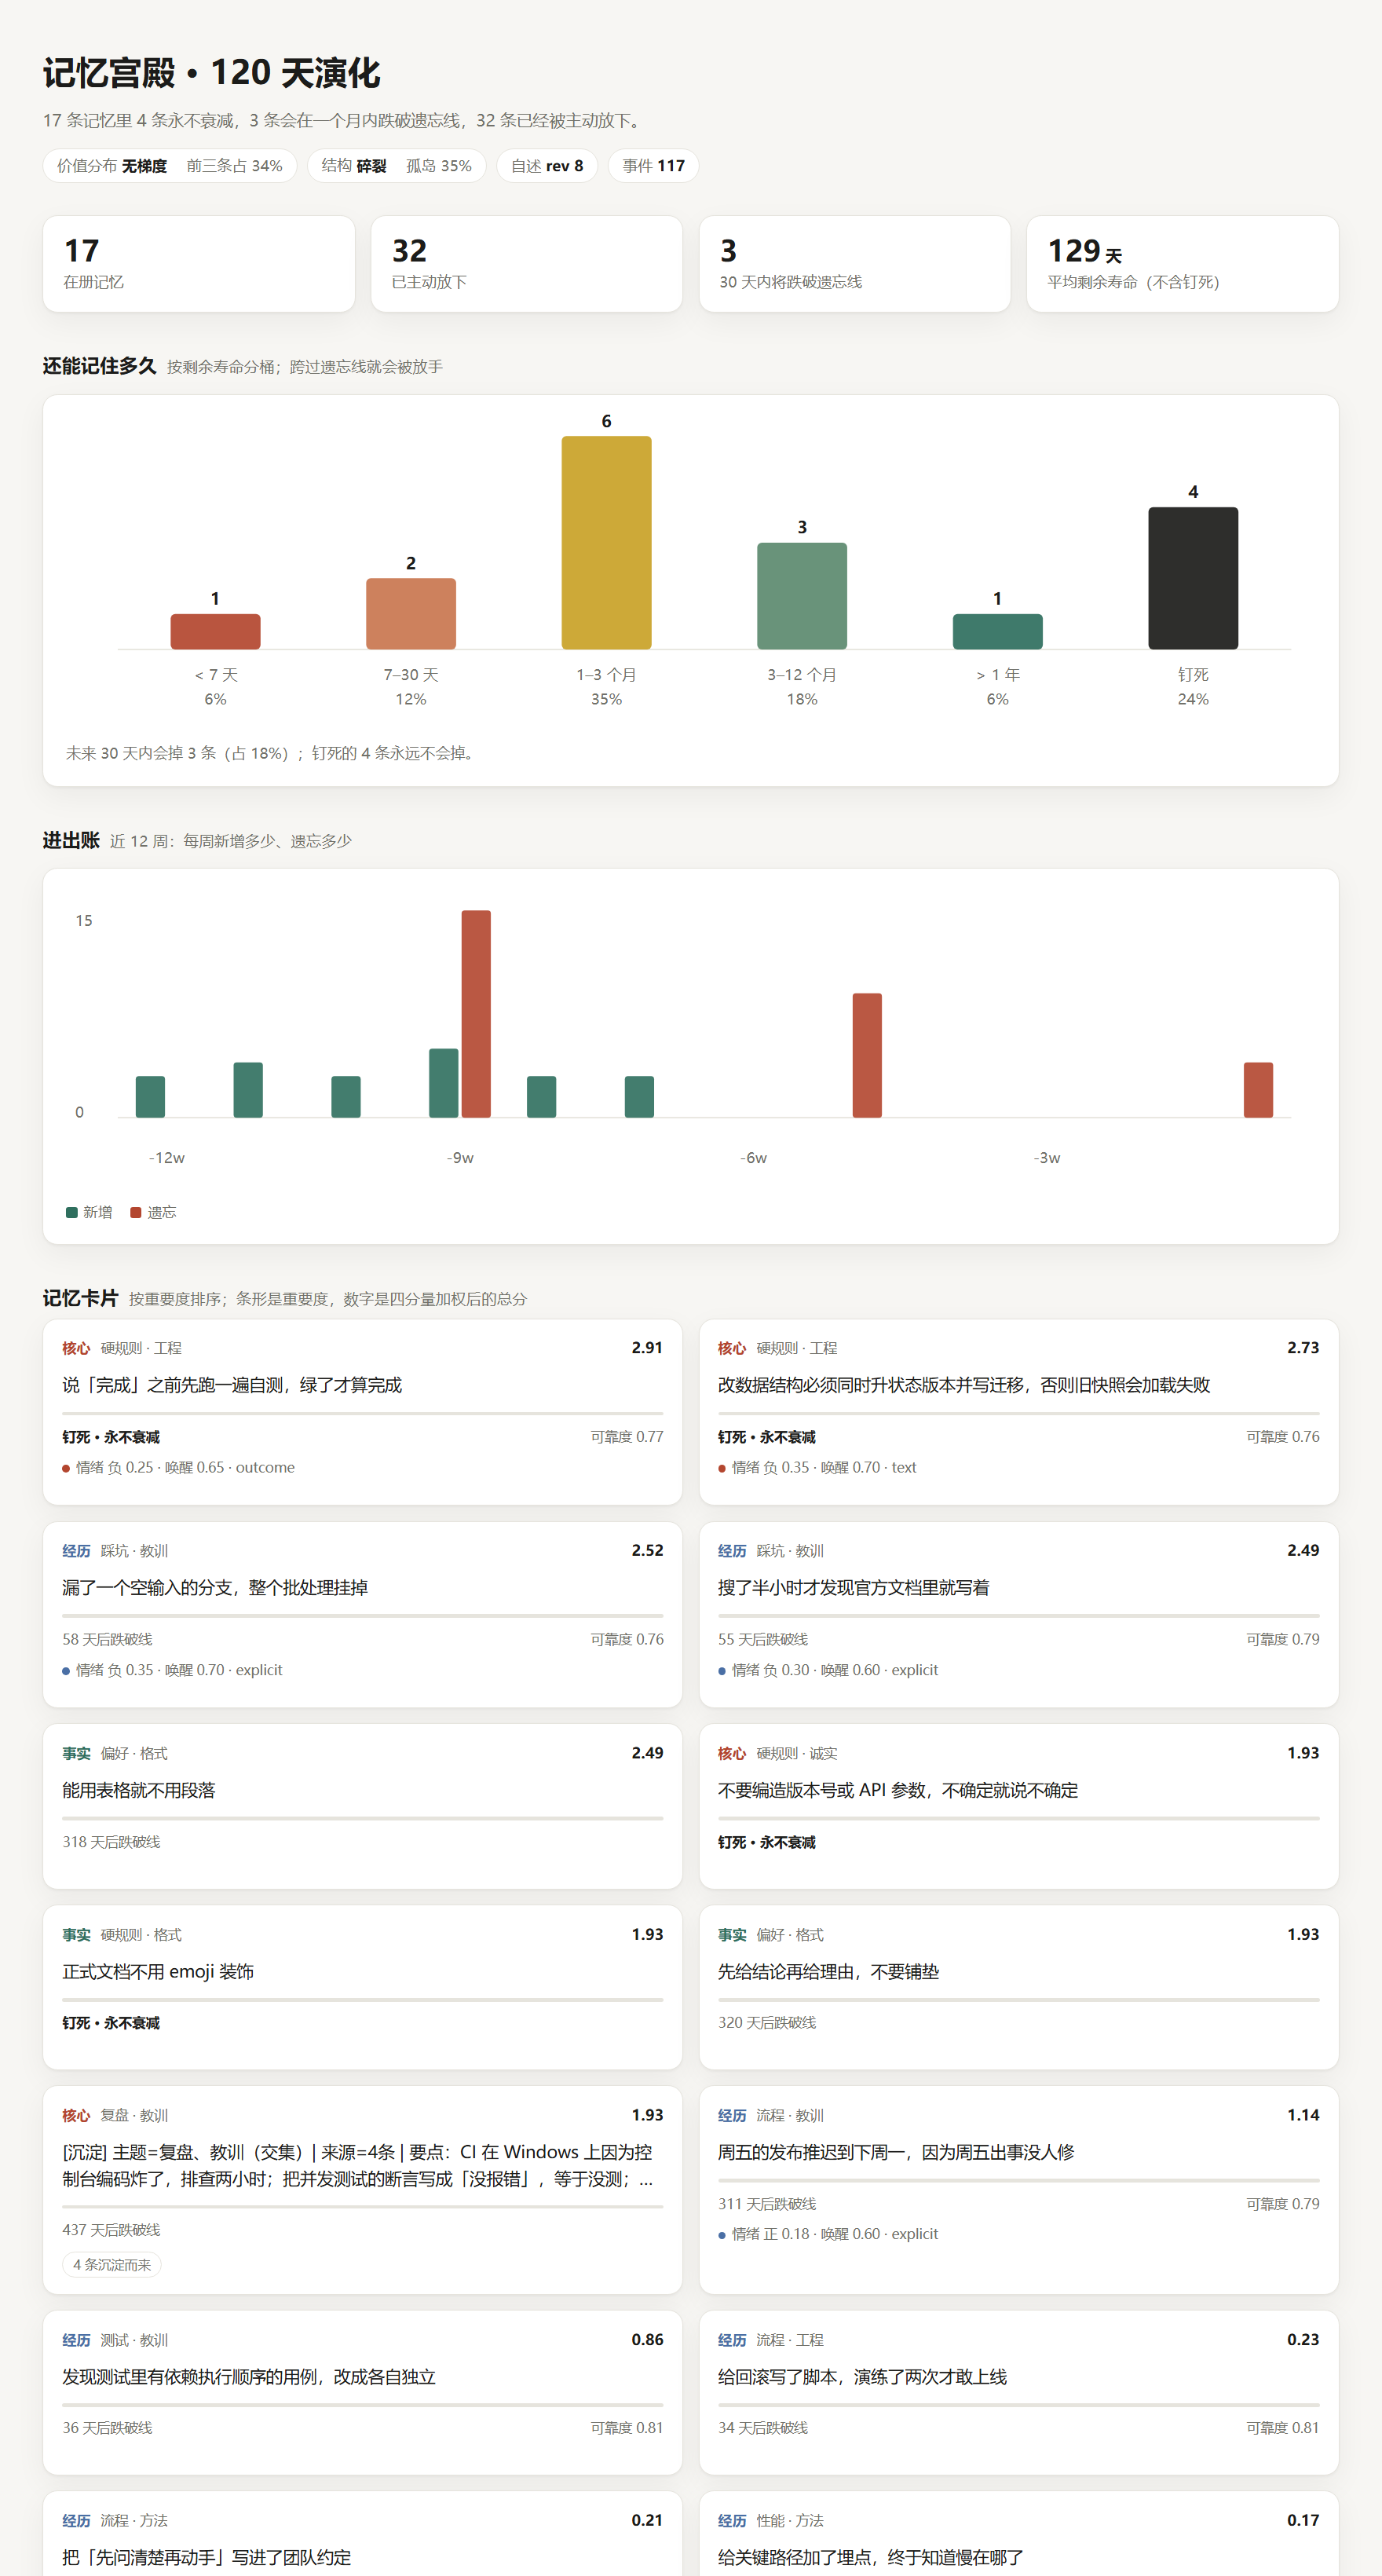 记忆宫殿 • 120 天演化
17 条记忆里 4 条永不衰减，3 条会在一个月内跌破遗忘线，32 条已经被主动放下。
价值分布 无梯度 前三条占 34% 结构 碎裂 孤岛 35% 自述 rev 8 事件 117
17
在册记忆
32
已主动放下
3
30 天内将跌破遗忘线
129 天
平均剩余寿命（不含钉死）
还能记住多久 按剩余寿命分桶；跨过遗忘线就会被放手
1
2
6
3
1
4
< 7 天
6%
7–30 天
12%
1–3 个月
35%
3–12 个月
18%
> 1 年
6%
钉死
24%
未来 30 天内会掉 3 条（占 18%）；钉死的 4 条永远不会掉。
进出账 近 12 周：每周新增多少、遗忘多少
15
0
-12w
-9w
-6w
-3w
新增 遗忘
记忆卡片 按重要度排序；条形是重要度，数字是四分量加权后的总分
核心 硬规则 · 工程 2.91
说「完成」之前先跑一遍自测，绿了才算完成
钉死 • 永不衰减 可靠度 0.77
情绪 负 0.25 · 唤醒 0.65 · outcome
核心 硬规则 · 工程 2.73
改数据结构必须同时升状态版本并写迁移，否则旧快照会加载失败
钉死 • 永不衰减 可靠度 0.76
情绪 负 0.35 · 唤醒 0.70 · text
经历 踩坑 · 教训 2.52
漏了一个空输入的分支，整个批处理挂掉
58 天后跌破线 可靠度 0.76
情绪 负 0.35 · 唤醒 0.70 · explicit
经历 踩坑 · 教训 2.49
搜了半小时才发现官方文档里就写着
55 天后跌破线 可靠度 0.79
情绪 负 0.30 · 唤醒 0.60 · explicit
事实 偏好 · 格式 2.49
能用表格就不用段落
318 天后跌破线
核心 硬规则 · 诚实 1.93
不要编造版本号或 API 参数，不确定就说不确定
钉死 • 永不衰减
事实 硬规则 · 格式 1.93
正式文档不用 emoji 装饰
钉死 • 永不衰减
事实 偏好 · 格式 1.93
先给结论再给理由，不要铺垫
320 天后跌破线
核心 复盘 · 教训 1.93
[沉淀] 主题=复盘、教训（交集）| 来源=4条 | 要点：CI 在 Windows 上因为控
制台编码炸了，排查两小时；把并发测试的断言写成「没报错」，等于没测；...
437 天后跌破线
4 条沉淀而来
经历 流程 · 教训 1.14
周五的发布推迟到下周一，因为周五出事没人修
311 天后跌破线 可靠度 0.79
情绪 正 0.18 · 唤醒 0.60 · explicit
经历 测试 · 教训 0.86
发现测试里有依赖执行顺序的用例，改成各自独立
36 天后跌破线 可靠度 0.81
经历 流程 · 工程 0.23
给回滚写了脚本，演练了两次才敢上线
34 天后跌破线 可靠度 0.81
经历 流程 · 方法 0.21
把「先问清楚再动手」写进了团队约定
经历 性能 · 方法 0.17
给关键路径加了埋点，终于知道慢在哪了